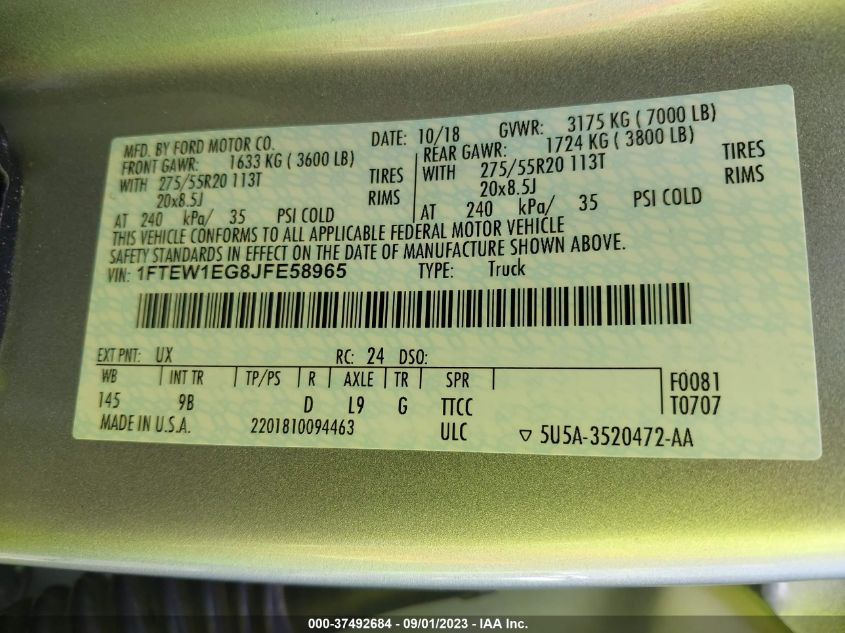 MFD. BY FORD MOTOR CO. DATE: 10/18 GVWR: 3175 KG ( 7000 LB)
FRONT GAWR: 1633 KG ( 3600 LB) REAR GAWR: 1724 KG ( 3800 LB)
WITH 275/55R20 113T TIRES WITH 275/55R20 113T TIRES
20x8.5J RIMS 20x8.5J RIMS
AT 240 kPa/ 35 PSI COLD AT 240 kPa/ 35 PSI COLD
THIS VEHICLE CONFORMS TO ALL APPLICABLE FEDERAL MOTOR VEHICLE
SAFETY STANDARDS IN EFFECT ON THE DATE OF MANUFACTURE SHOWN ABOVE.
VIN: 1FTEW1EG8JFE58965 TYPE: Truck
EXT PNT: UX RC: 24 DSO:
WB INT TR TP/PS R AXLE TR SPR F0081
145 9B D L9 G TTCC T0707
MADE IN U.S.A. 2201810094463 ULC ▽ 5U5A-3520472-AA
000-37492684 - 09/01/2023 - IAA Inc.